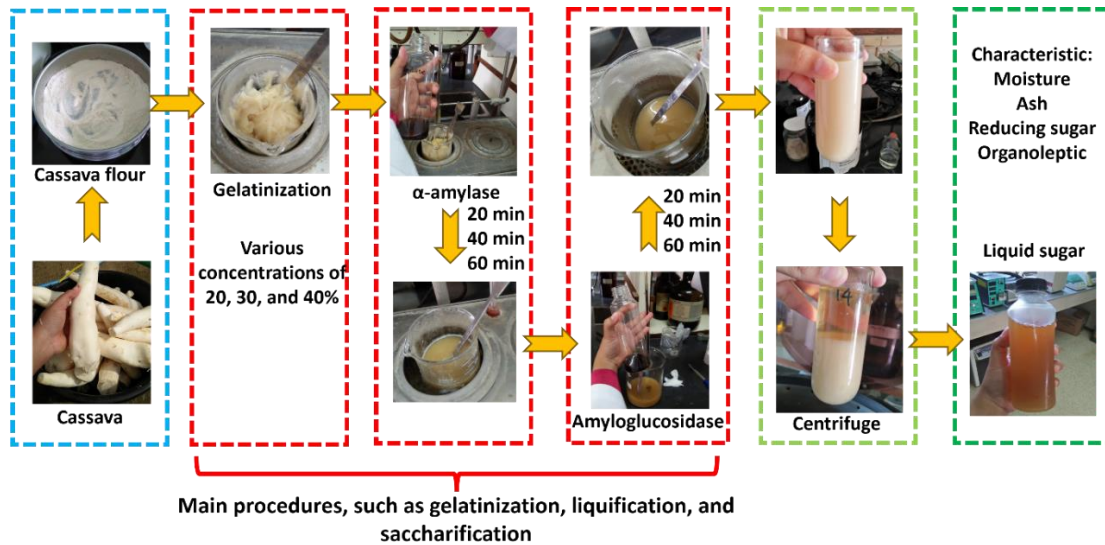 Cassava flour
Cassava
Gelatinization
Various
concentrations of
20, 30, and 40%
α-amylase
20 min
40 min
60 min
20 min
40 min
60 min
Amyloglucosidase
14
Centrifuge
Characteristic:
Moisture
Ash
Reducing sugar
Organoleptic
Liquid sugar
Main procedures, such as gelatinization, liquification, and
saccharification